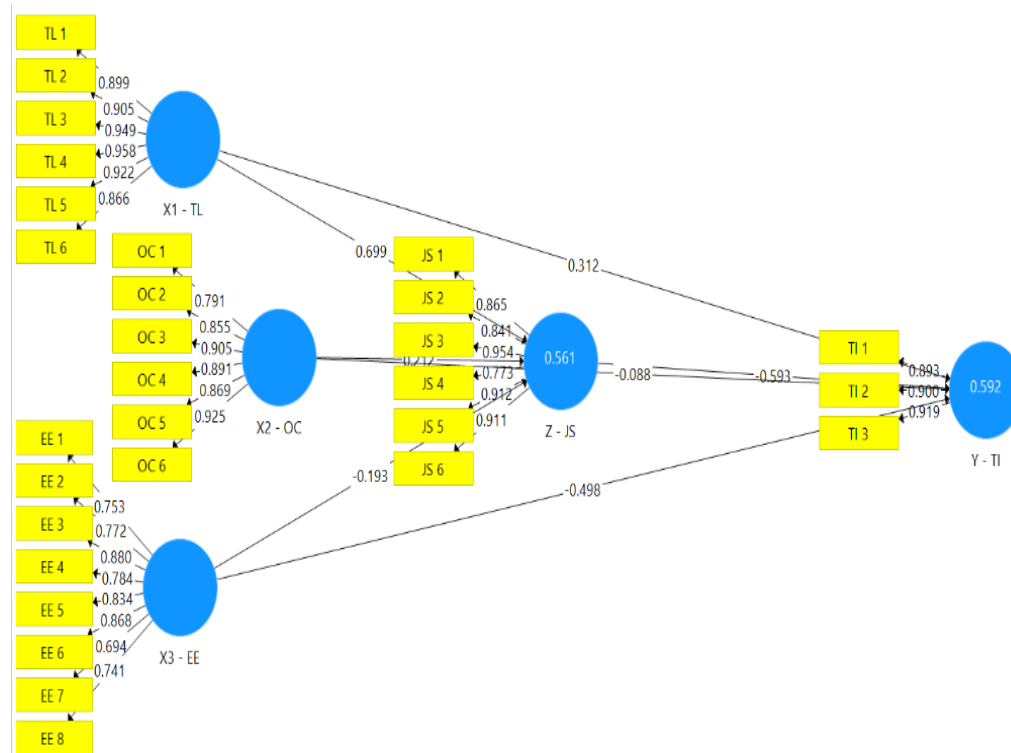 TL 1
TL 2
TL 3
TL 4
TL 5
TL 6
0.899
0.905
0.949
0.958
0.922
0.866
X1 - TL
OC 1
OC 2
OC 3
OC 4
OC 5
OC 6
0.791
0.855
0.905
0.891
0.869
0.925
X2 - OC
EE 1
EE 2
EE 3
EE 4
EE 5
EE 6
EE 7
EE 8
0.753
0.772
0.880
0.784
0.834
0.868
0.694
0.741
X3 - EE
0.699
0.212
-0.193
JS 1
JS 2
JS 3
JS 4
JS 5
JS 6
0.865
0.841
0.954
0.773
0.912
0.911
0.561
Z - JS
0.312
-0.088
-0.593
-0.498
TI 1
TI 2
TI 3
0.893
0.900
0.919
0.592
Y - TI